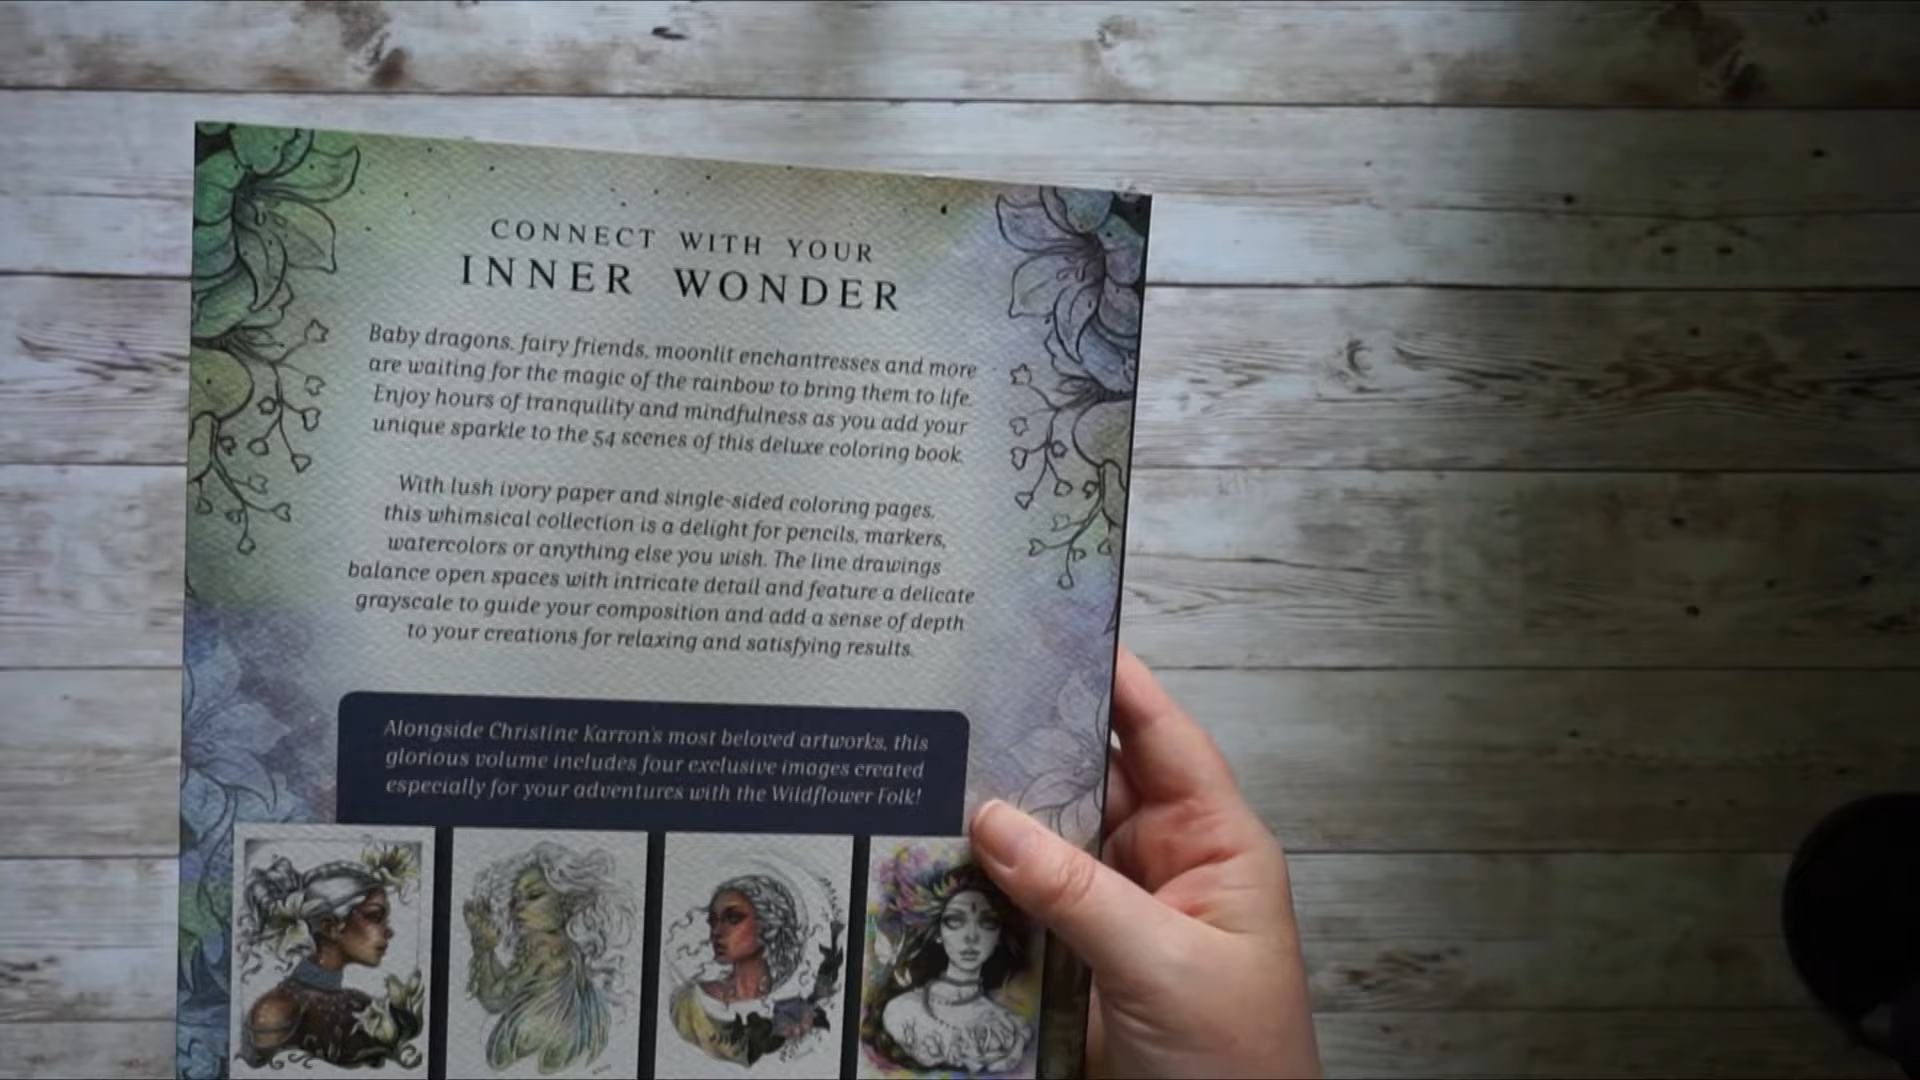 CONNECT WITH YOUR
INNER WONDER
Baby dragons, fairy friends, moonlit enchantresses and more
are waiting for the magic of the rainbow to bring them to life.
Enjoy hours of tranquility and mindfulness as you add your
unique sparkle to the 54 scenes of this deluxe coloring book.
With lush ivory paper and single-sided coloring pages,
this whimsical collection is a delight for pencils, markers,
watercolors or anything else you wish. The line drawings
balance open spaces with intricate detail and feature a delicate
grayscale to guide your composition and add a sense of depth
to your creations for relaxing and satisfying results.
Alongside Christine Karron's most beloved artworks, this
glorious volume includes four exclusive images created
especially for your adventures with the Wildflower Folk!